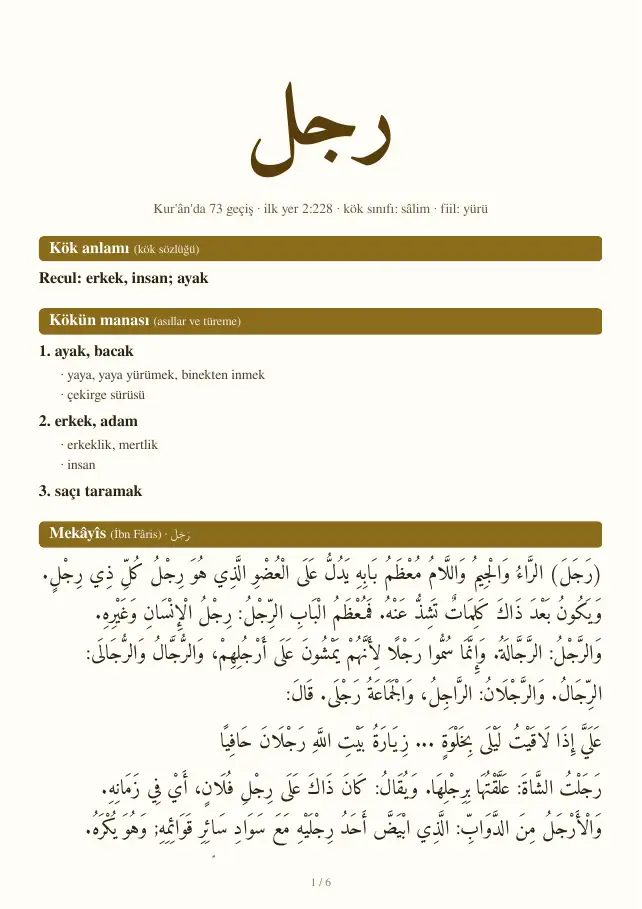 رجل
Kur'ân'da 73 geçiş · ilk yer 2:228 · kök sınıfı: sâlim · fiil: yürü
Kök anlamı (kök sözlüğü)
Recul: erkek, insan; ayak
Kökün manası (asıllar ve türeme)
1. ayak, bacak
· yaya, yaya yürümek, binekten inmek
· çekirge sürüsü
2. erkek, adam
· erkeklik, mertlik
· insan
3. saçı taramak
Mekâyîs (İbn Fâris) · رَجَلَ
(رَجَلَ) الرَّاءُ وَالْجِيمُ وَاللَّامُ مُعْظَمُ بَابِهِ يَدُلُّ عَلَى الْعُضْوِ الَّذِي هُوَ رِجْلُ كُلِّ ذِي رِجْلٍ.
وَيَكُونُ بَعْدَ ذَاكَ كَلِمَاتٌ تَشِذُّ عَنْهُ. فَمُعْظَمُ الْبَابِ الرِّجْلُ: رِجْلُ الْإِنْسَانِ وَغَيْرِهِ.
وَالرَّجْلُ: الرَّجَّالَةُ. وَإِنَّمَا سُمُّوا رَجْلًا لِأَنَّهُمْ يَمْشُونَ عَلَى أَرْجُلِهِمْ، وَالرُّجَّالُ وَالرُّجَالَى:
الرِّجَالُ. وَالرَّجْلَانُ: الرَّاجِلُ، وَالْجَمَاعَةُ رَجْلَى. قَالَ:
عَلَيَّ إِذَا لَاقَيْتُ لَيْلَى بِخَلْوَةٍ ... زِيَارَةُ بَيْتِ اللَّهِ رَجْلَانَ حَافِيًا
رَجَلْتُ الشَّاةَ: عَلَّقْتُهَا بِرِجْلِهَا. وَيُقَالُ: كَانَ ذَاكَ عَلَى رِجْلِ فُلَانٍ، أَيْ فِي زَمَانِهِ.
وَالْأَرْجَلُ مِنَ الدَّوَابِّ: الَّذِي ابْيَضَّ أَحَدُ رِجْلَيْهِ مَعَ سَوَادِ سَائِرِ قَوَائِمِهِ; وَهُوَ يُكْرَهُ.
1 / 6